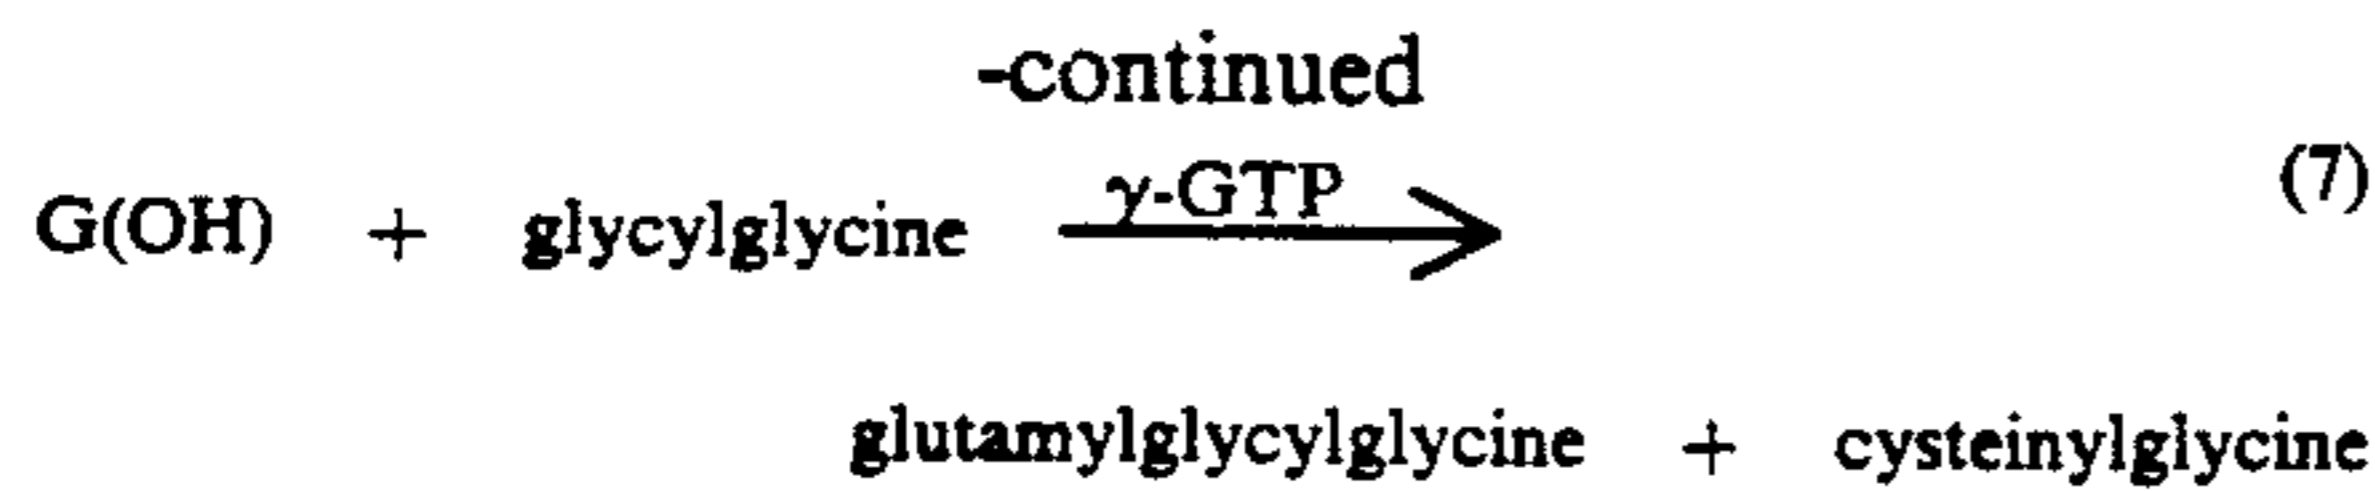 -continued
γ-GTP
(7)
G(OH) + glycylglycine
glutamylglycylglycine + cysteinylglycine